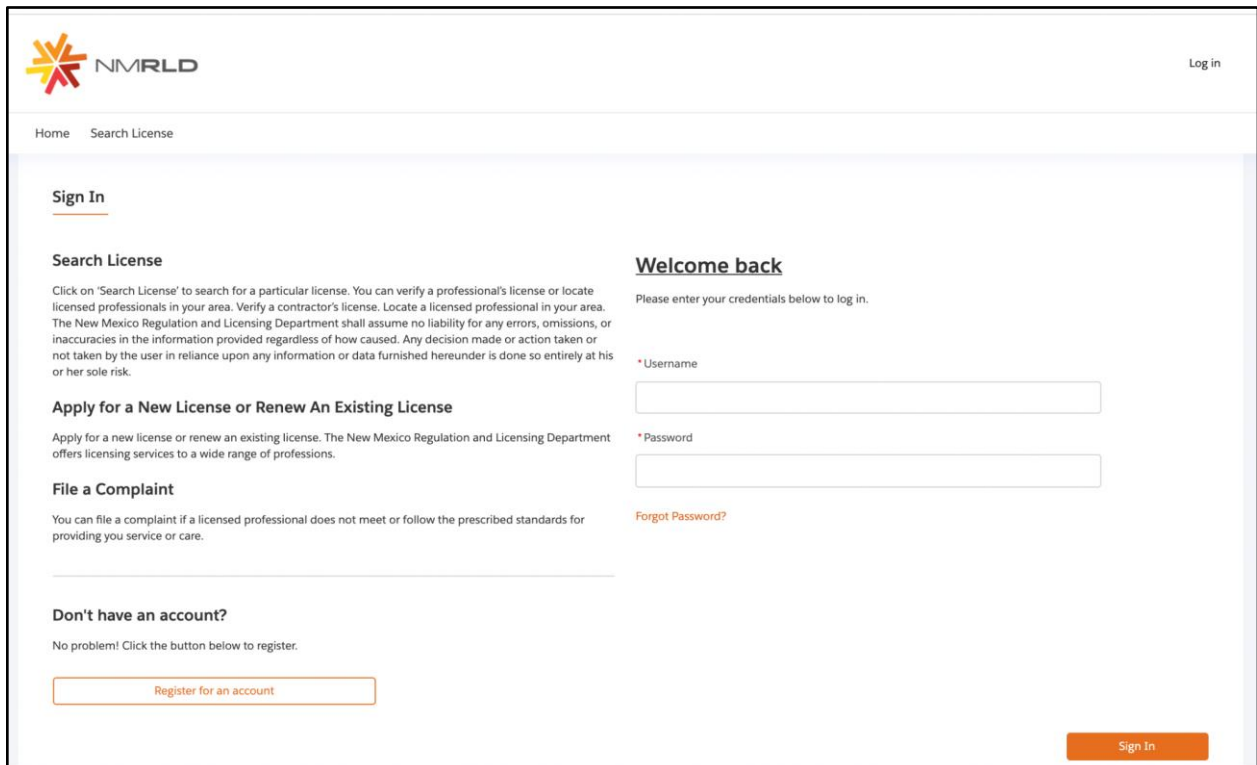 NMRLD
Log in
Home Search License
Sign In
Search License
Click on 'Search License' to search for a particular license. You can verify a professional's license or locate
licensed professionals in your area. Verify a contractor's license. Locate a licensed professional in your area.
The New Mexico Regulation and Licensing Department shall assume no liability for any errors, omissions, or
inaccuracies in the information provided regardless of how caused. Any decision made or action taken or
not taken by the user in reliance upon any information or data furnished hereunder is done so entirely at his
or her sole risk.
Apply for a New License or Renew An Existing License
Apply for a new license or renew an existing license. The New Mexico Regulation and Licensing Department
offers licensing services to a wide range of professions.
File a Complaint
You can file a complaint if a licensed professional does not meet or follow the prescribed standards for
providing you service or care.
Don't have an account?
No problem! Click the button below to register.
Register for an account
Welcome back
Please enter your credentials below to log in.
*Username
*Password
Forgot Password?
Sign In